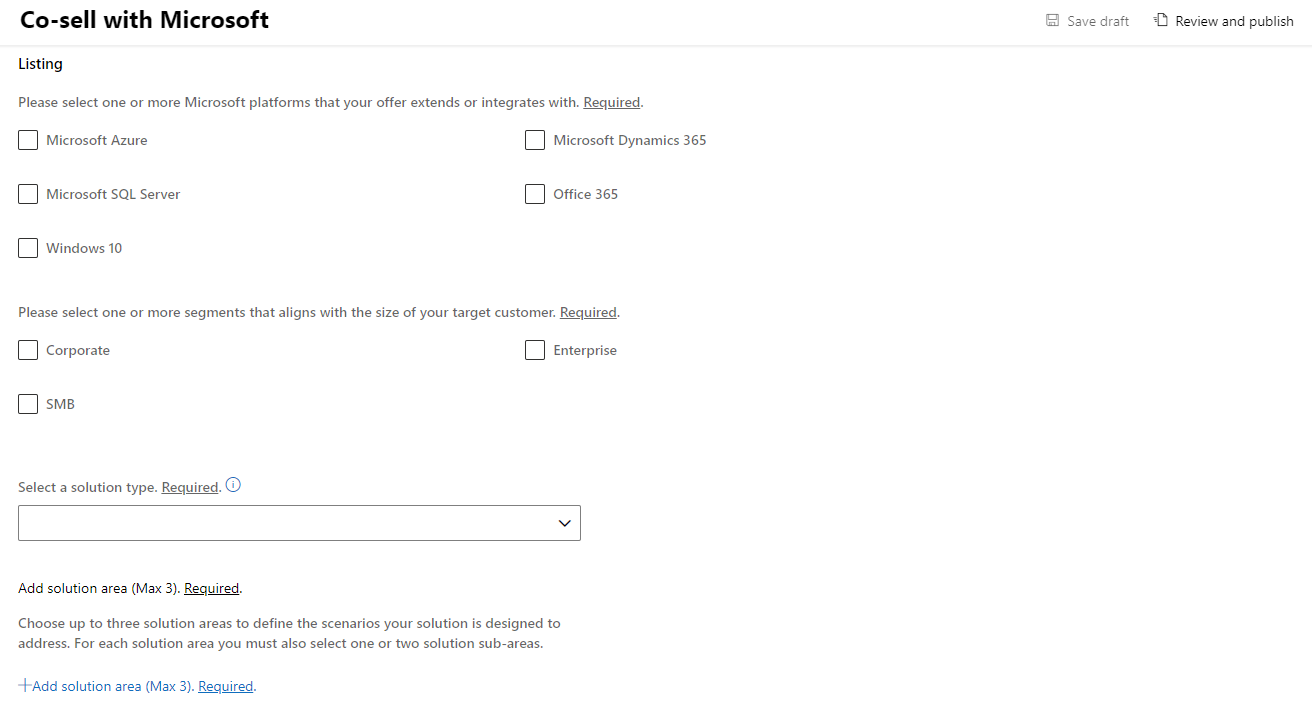 Co-sell with Microsoft
Save draft
Review and publish
Listing
Please select one or more Microsoft platforms that your offer extends or integrates with. Required.
Microsoft Azure
Microsoft Dynamics 365
Microsoft SQL Server
Office 365
Windows 10
Please select one or more segments that aligns with the size of your target customer. Required.
Corporate
Enterprise
SMB
Select a solution type. Required.
Add solution area (Max 3). Required.
Choose up to three solution areas to define the scenarios your solution is designed to
address. For each solution area you must also select one or two solution sub-areas.
Add solution area (Max 3). Required.